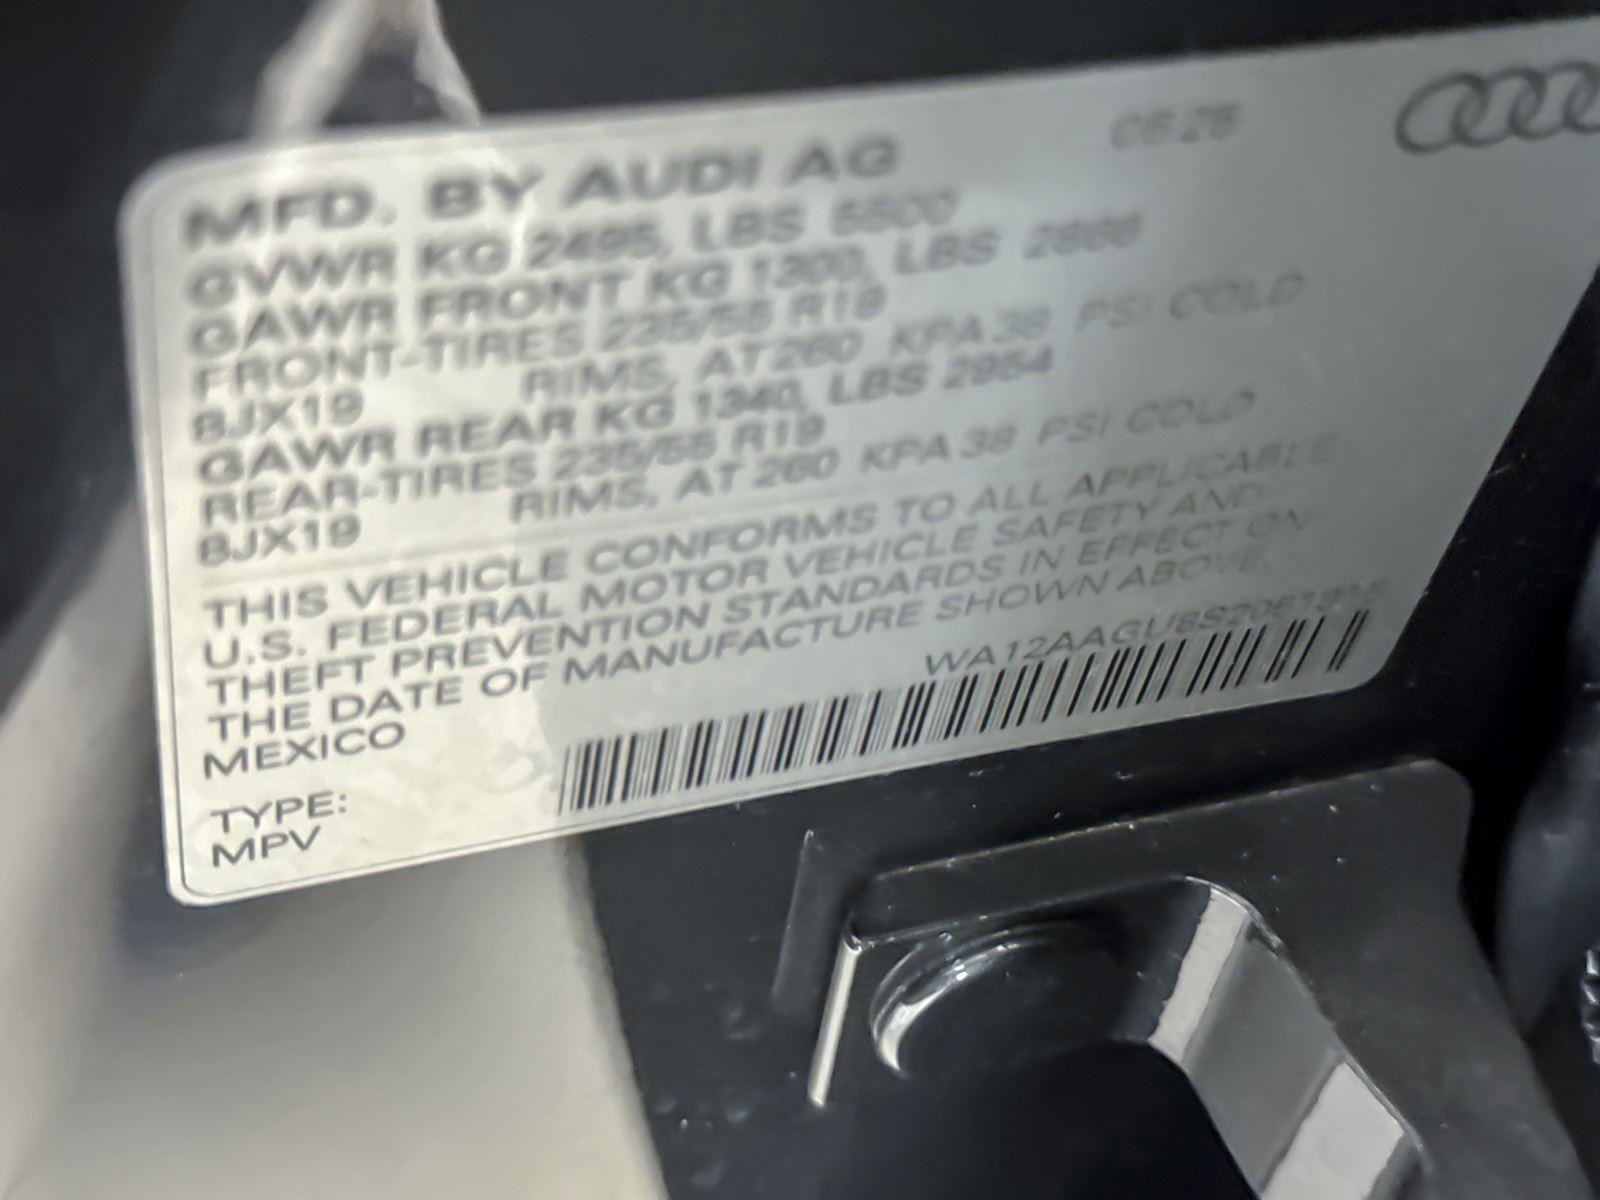 MFD. BY AUDI AG
GVWR KG 2495, LBS 5500
GAWR FRONT KG 1300, LBS 2866
FRONT-TIRES 235/55 R19
8JX19 RIMS, AT 260 KPA 38 PSI COLD
GAWR REAR KG 1340, LBS 2954
REAR-TIRES 235/55 R19
8JX19 RIMS, AT 260 KPA 38 PSI COLD
THIS VEHICLE CONFORMS TO ALL APPLICABLE
U.S. FEDERAL MOTOR VEHICLE SAFETY AND
THEFT PREVENTION STANDARDS IN EFFECT ON
THE DATE OF MANUFACTURE SHOWN ABOVE.
MEXICO
TYPE:
MPV